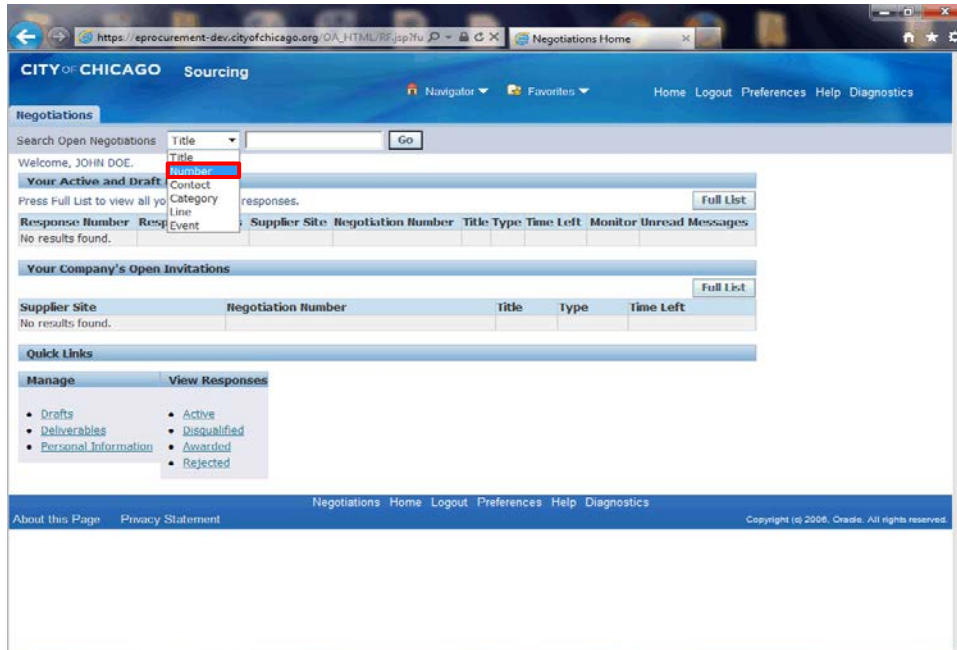 https://eprocurement-dev.cityofchicago.org/OA_HTML/RF.jsp?fu
Negotiations Home
CITY OF CHICAGO Sourcing
Navigator Favorites Home Logout Preferences Help Diagnostics
Negotiations
Search Open Negotiations Title Go
Welcome, JOHN DOE.
Title
Number
Contact
Category
Line
Event
Your Active and Draft
Press Full List to view all yo responses. Full List
Response Number Resp s Supplier Site Negotiation Number Title Type Time Left Monitor Unread Messages
No results found.
Your Company's Open Invitations
Full List
Supplier Site Negotiation Number Title Type Time Left
No results found.
Quick Links
Manage View Responses
Drafts Active
Deliverables Disqualified
Personal Information Awarded
Rejected
Negotiations Home Logout Preferences Help Diagnostics
About this Page Privacy Statement Copyright (c) 2006, Oracle. All rights reserved.